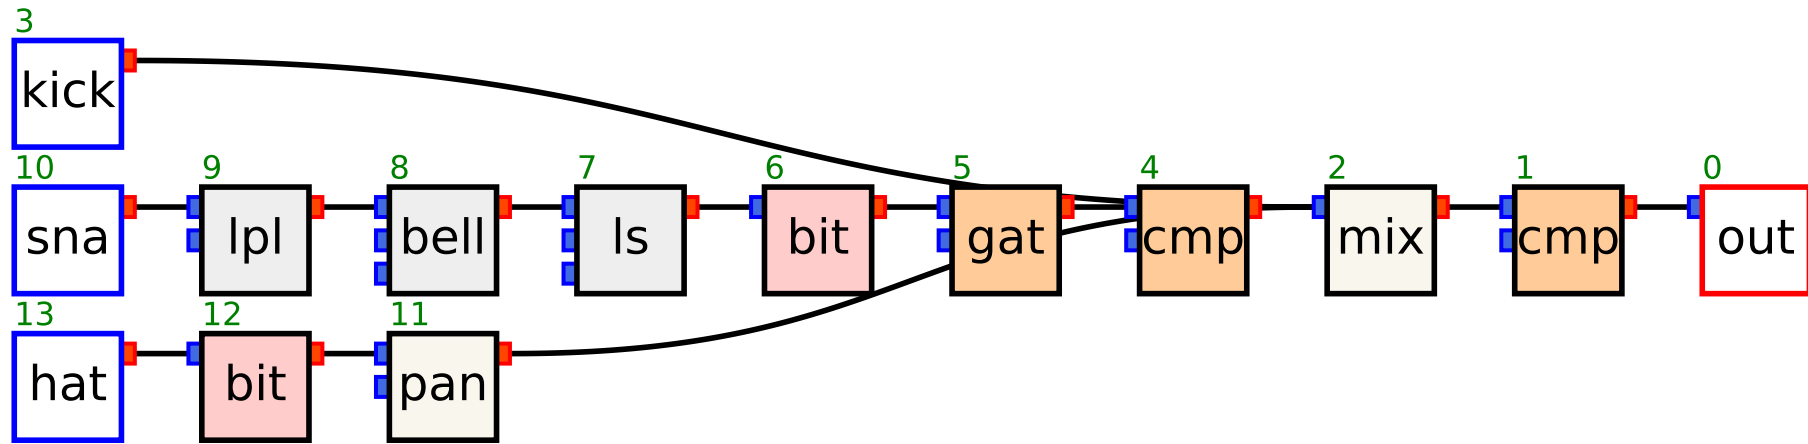 3
kick
10 9 8 7 6 5 4 2 1 0
sna lpl bell ls bit gat cmp mix cmp out
13 12 11
hat bit pan